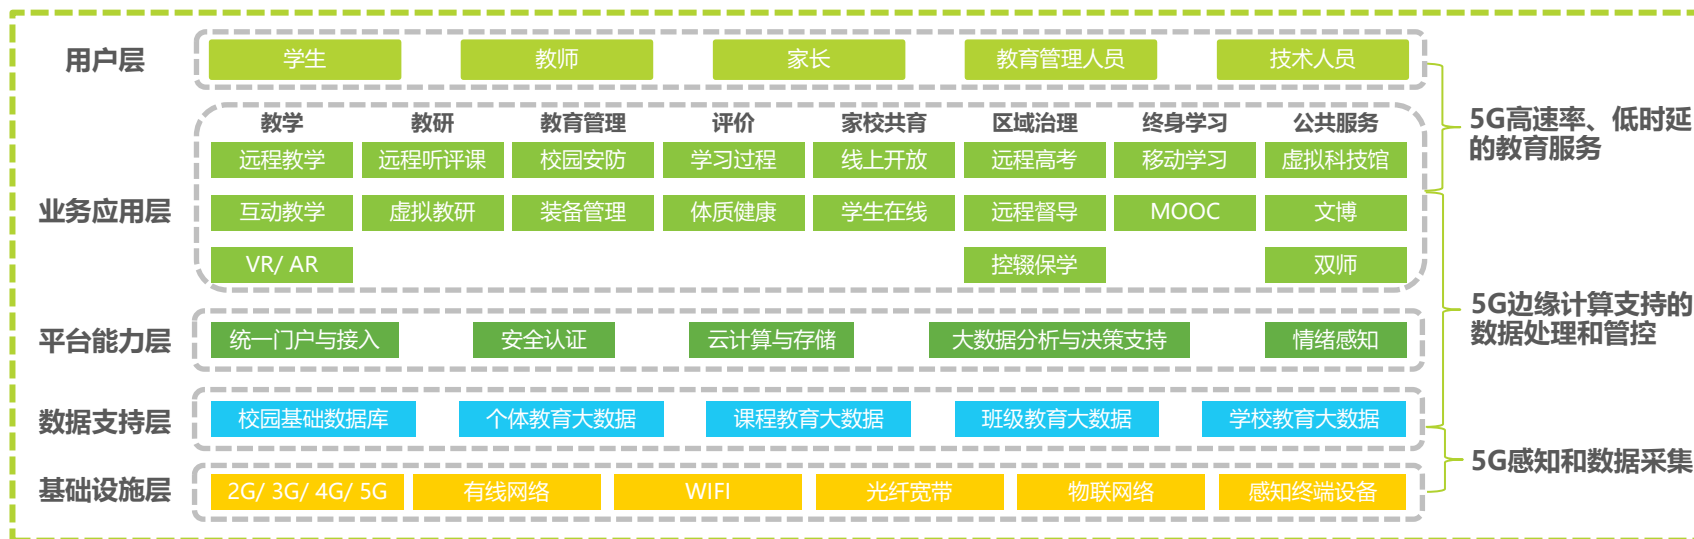 用户层
学生 教师 家长 教育管理人员 技术人员
业务应用层
教学 教研 教育管理 评价 家校共育 区域治理 终身学习 公共服务
远程教学 远程听评课 校园安防 学习过程 线上开放 远程高考 移动学习 虚拟科技馆
互动教学 虚拟教研 装备管理 体质健康 学生在线 远程督导 MOOC 文博
VR/ AR 控辍保学 双师
平台能力层
统一门户与接入 安全认证 云计算与存储 大数据分析与决策支持 情绪感知
数据支持层
校园基础数据库 个体教育大数据 课程教育大数据 班级教育大数据 学校教育大数据
基础设施层
2G/ 3G/ 4G/ 5G 有线网络 WIFI 光纤宽带 物联网络 感知终端设备
5G高速率、低时延
的教育服务
5G边缘计算支持的
数据处理和管控
5G感知和数据采集